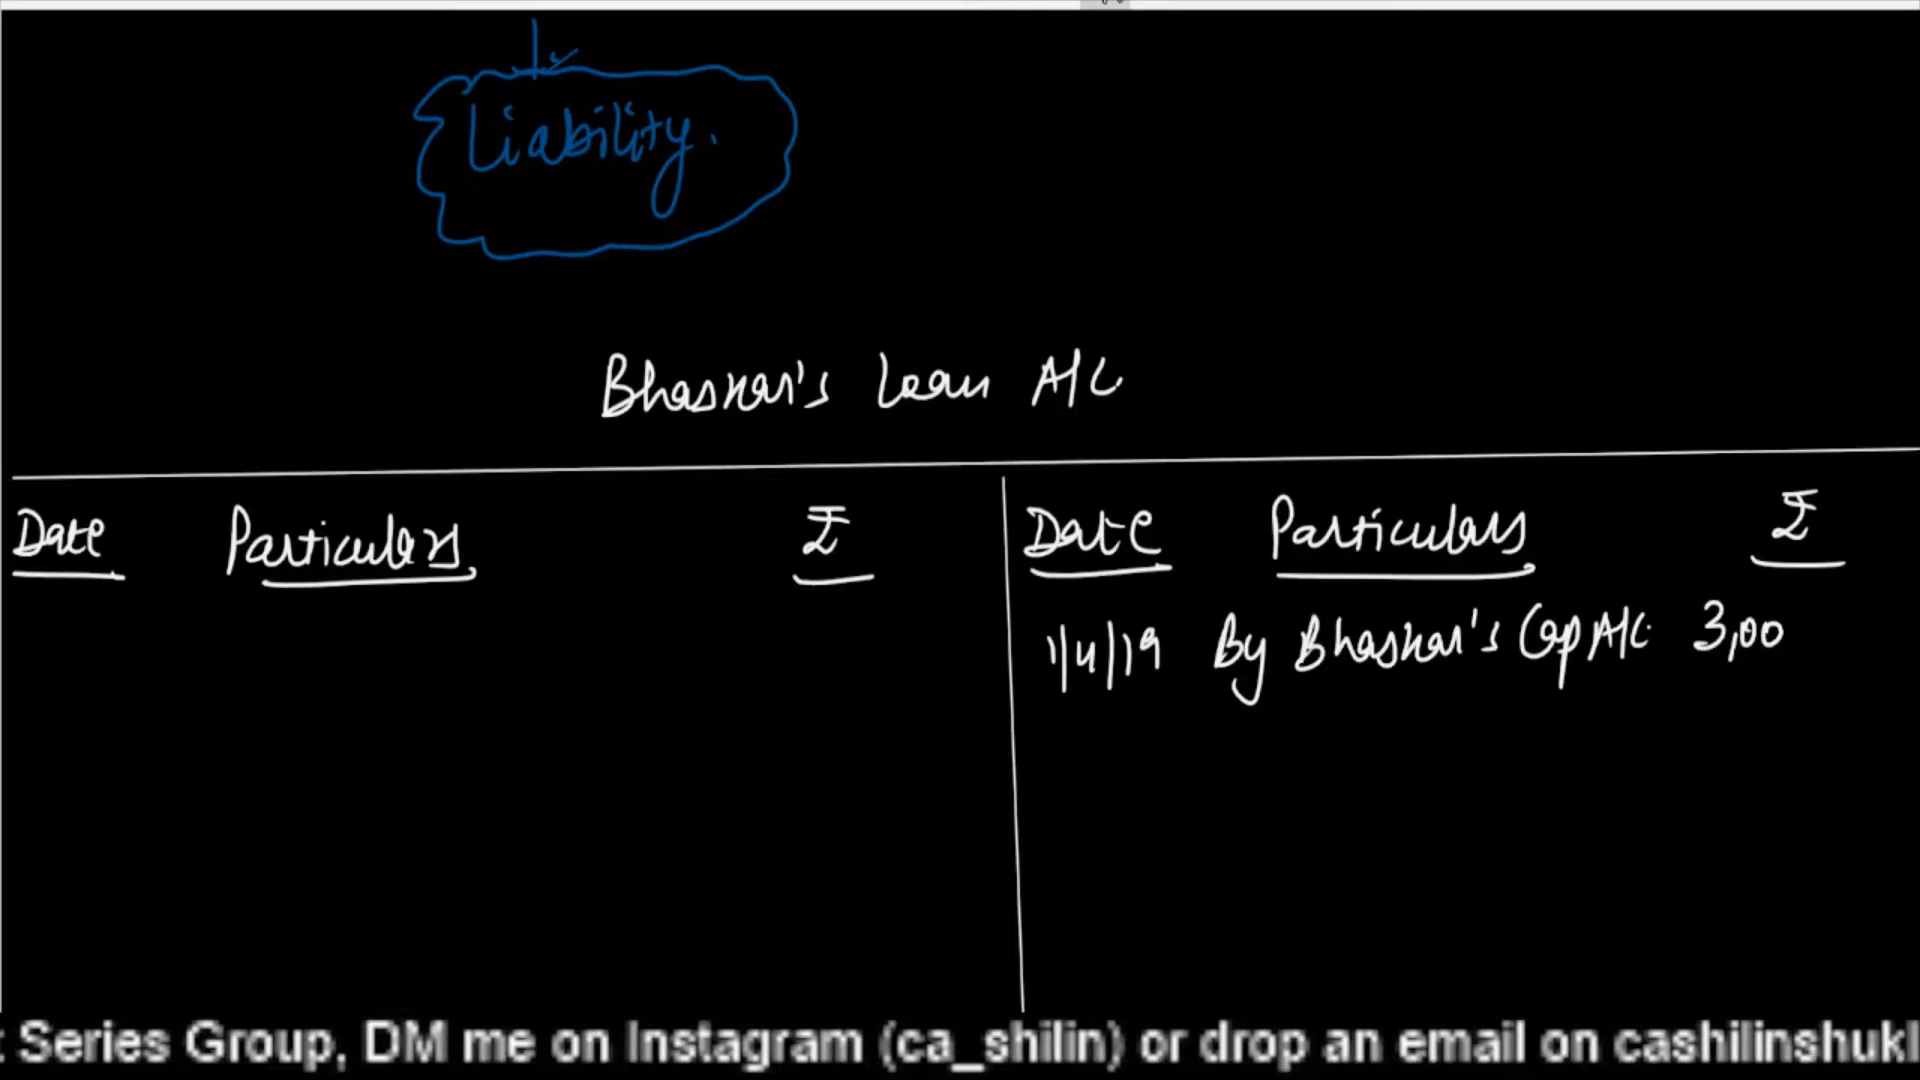 Liability.
Bhaskar's Loan A/C
Date Particulars ₹ Date Particulars ₹
1/4/19 By Bhaskar's Cap A/C 3,00
Series Group, DM me on Instagram (ca_shilin) or drop an email on cashilinshukl